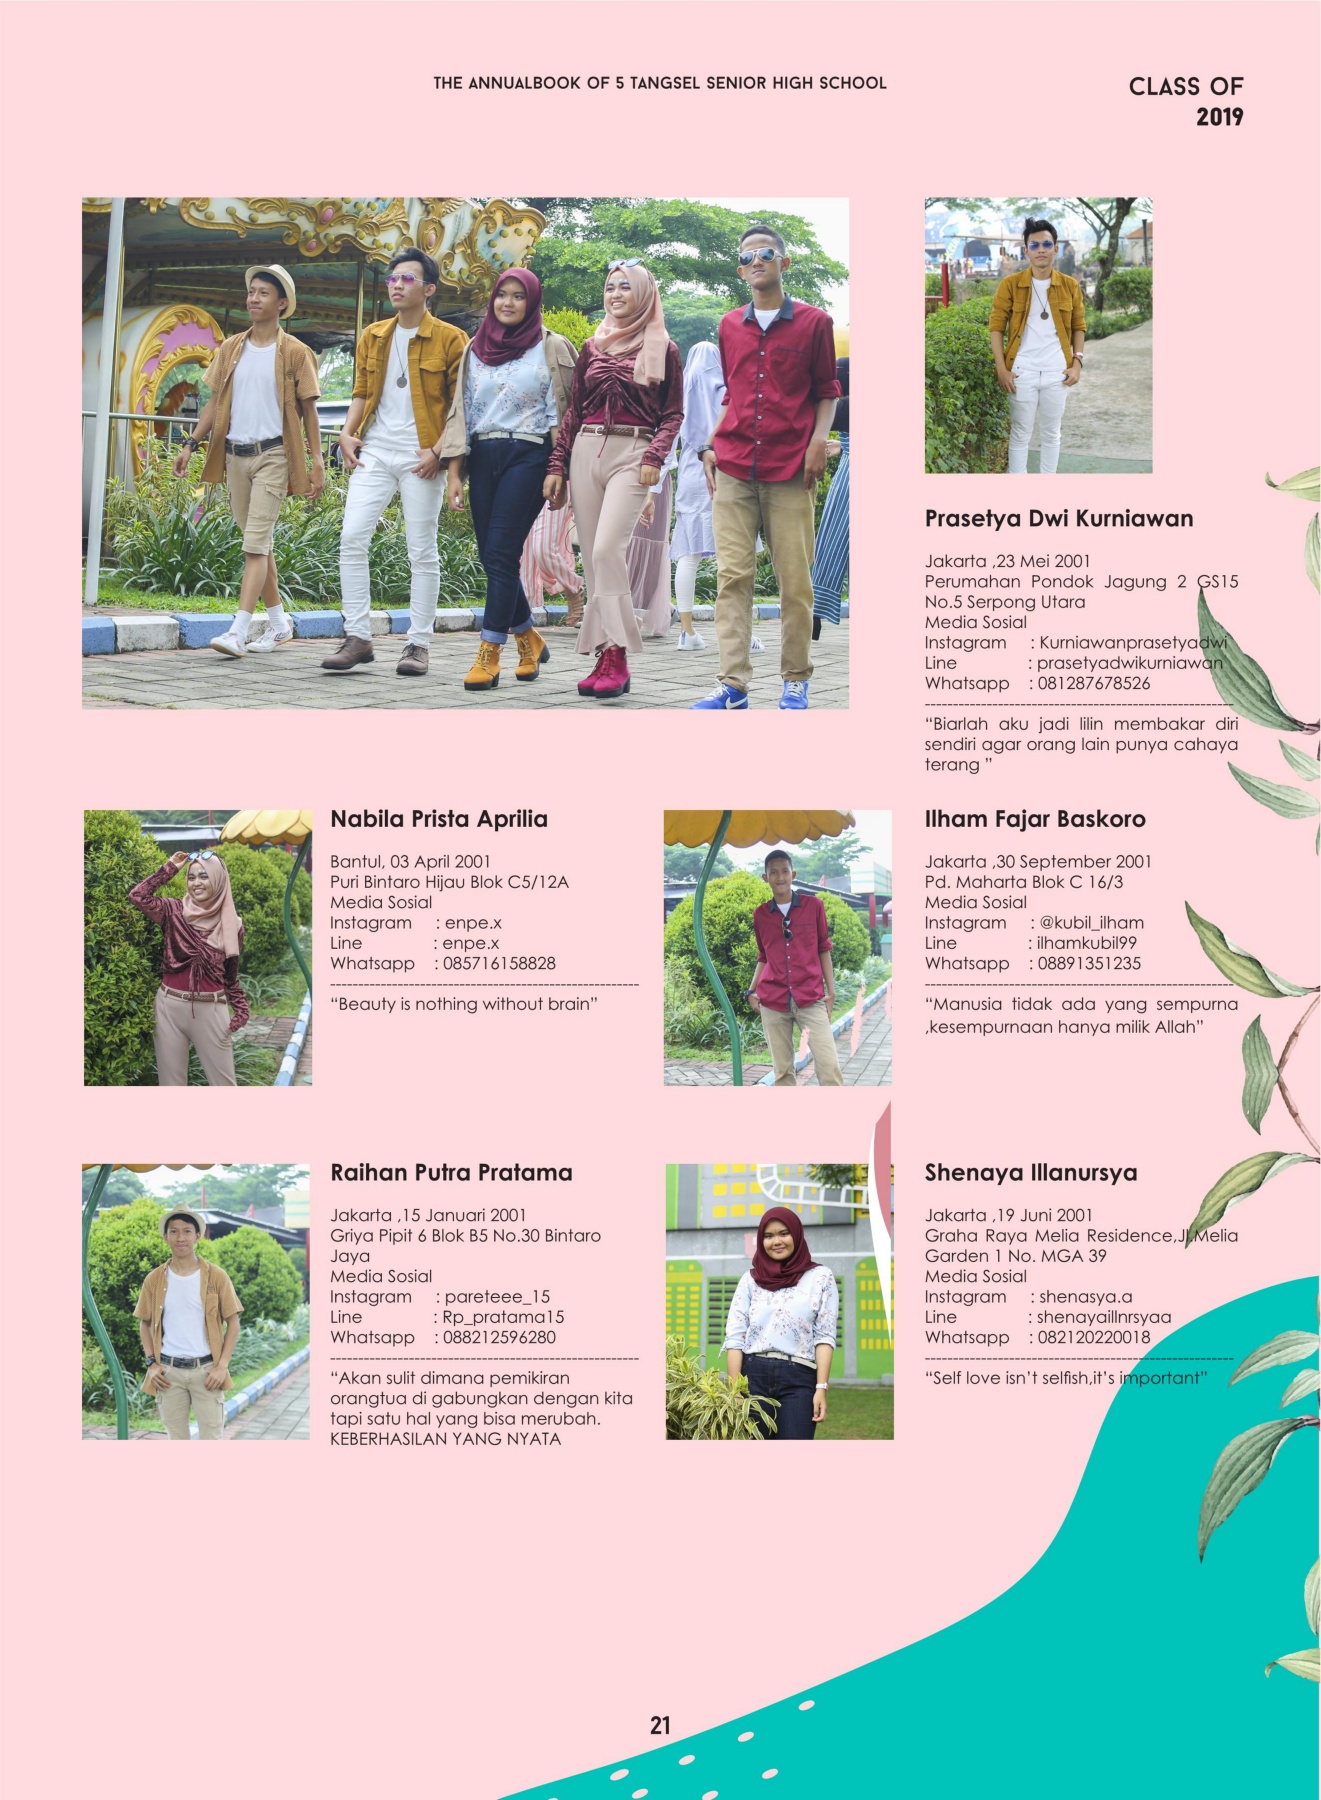 THE ANNUALBOOK OF 5 TANGSEL SENIOR HIGH SCHOOL
CLASS OF
2019
Prasetya Dwi Kurniawan
Jakarta ,23 Mei 2001
Perumahan Pondok Jagung 2 GS15
No.5 Serpong Utara
Media Sosial
Instagram : Kurniawanprasetyadwi
Line : prasetyadwikurniawan
Whatsapp : 081287678526
“Biarlah aku jadi lilin membakar diri
sendiri agar orang lain punya cahaya
terang ”
Nabila Prista Aprilia
Bantul, 03 April 2001
Puri Bintaro Hijau Blok C5/12A
Media Sosial
Instagram : enpe.x
Line : enpe.x
Whatsapp : 085716158828
“Beauty is nothing without brain”
Ilham Fajar Baskoro
Jakarta ,30 September 2001
Pd. Maharta Blok C 16/3
Media Sosial
Instagram : @kubil_ilham
Line : ilhamkubil99
Whatsapp : 08891351235
“Manusia tidak ada yang sempurna
,kesempurnaan hanya milik Allah”
Raihan Putra Pratama
Jakarta ,15 Januari 2001
Griya Pipit 6 Blok B5 No.30 Bintaro
Jaya
Media Sosial
Instagram : pareteee_15
Line : Rp_pratama15
Whatsapp : 088212596280
“Akan sulit dimana pemikiran
orangtua di gabungkan dengan kita
tapi satu hal yang bisa merubah.
KEBERHASILAN YANG NYATA
Shenaya Illanursya
Jakarta ,19 Juni 2001
Graha Raya Melia Residence,Jl.Melia
Garden 1 No. MGA 39
Media Sosial
Instagram : shenasya.a
Line : shenayaillnrsyaa
Whatsapp : 082120220018
“Self love isn’t selfish,it’s important”
21